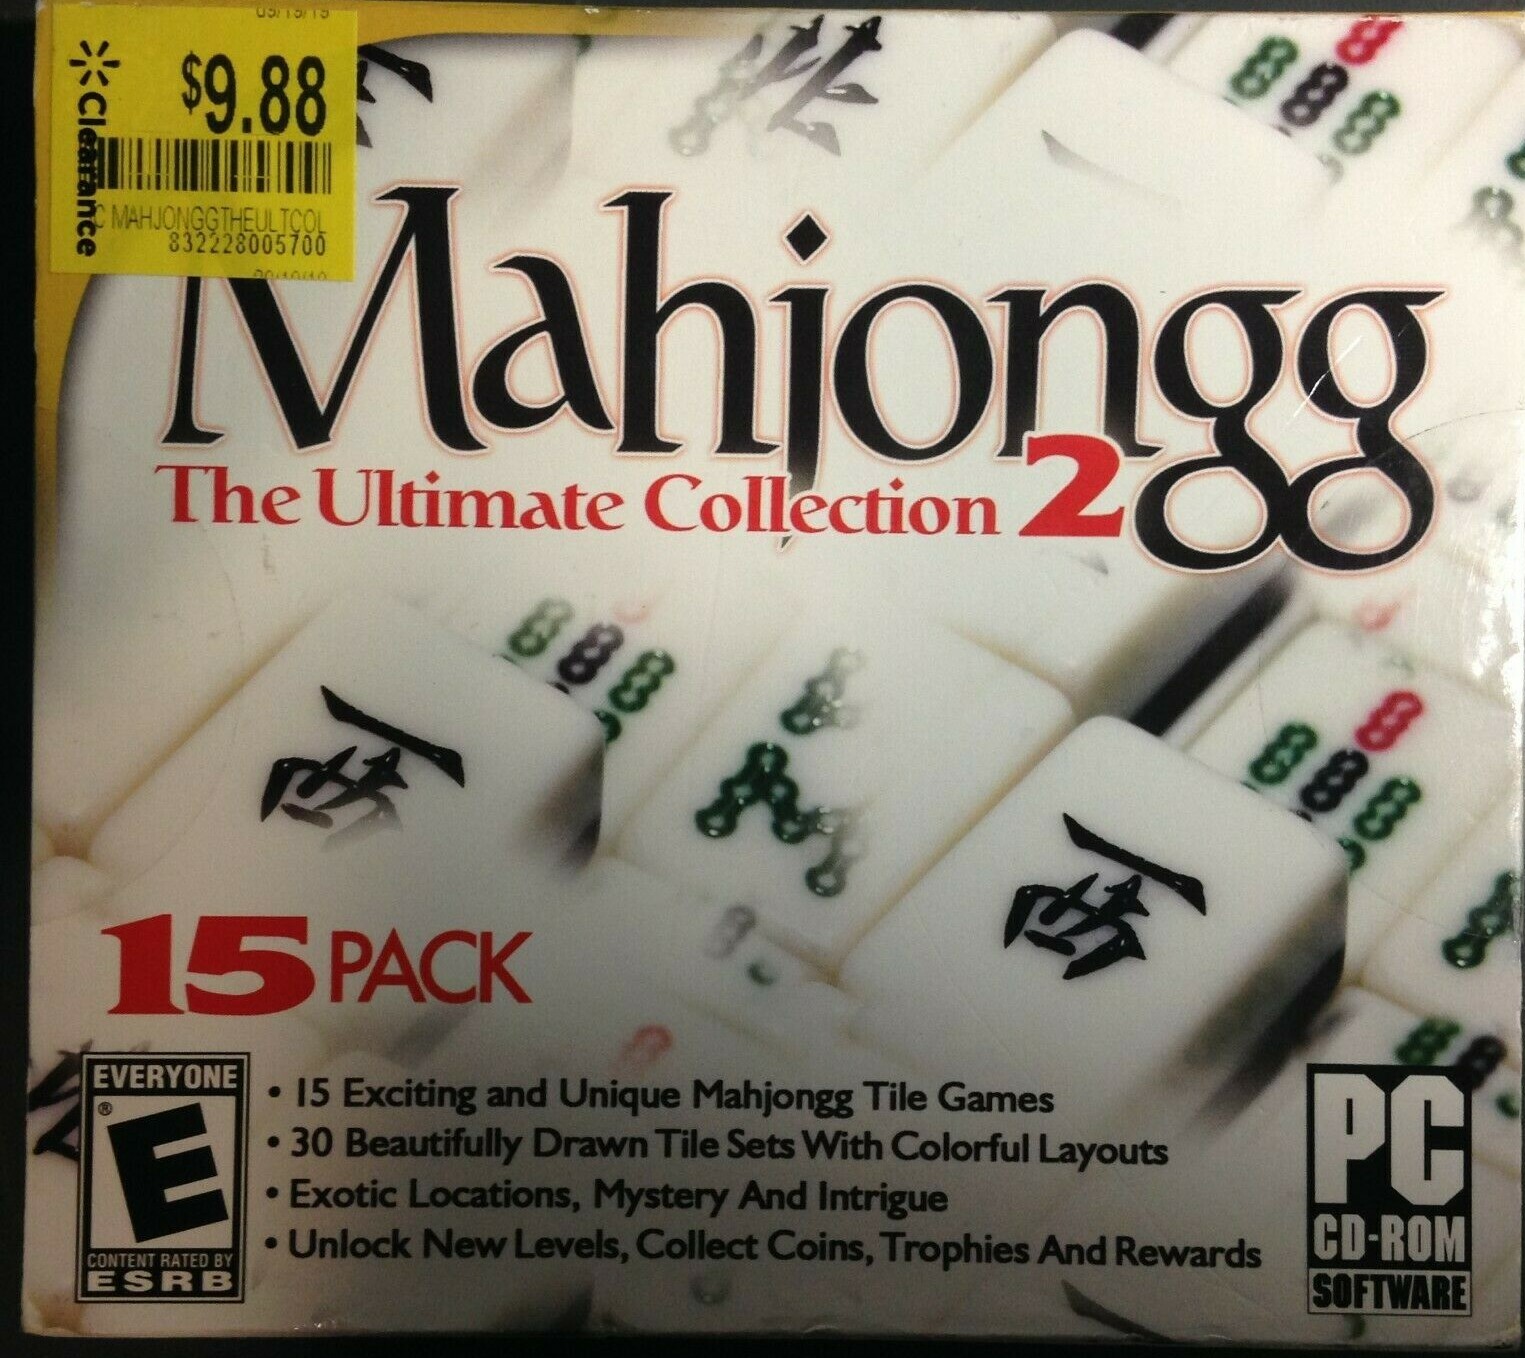 $9.88
Clearance
C MAHJONGGTHEULTCOL
832228005700
Mahjongg
The Ultimate Collection 2
15 PACK
EVERYONE
E
®
CONTENT RATED BY
ESRB
• 15 Exciting and Unique Mahjongg Tile Games
• 30 Beautifully Drawn Tile Sets With Colorful Layouts
• Exotic Locations, Mystery And Intrigue
• Unlock New Levels, Collect Coins, Trophies And Rewards
PC
CD-ROM
SOFTWARE